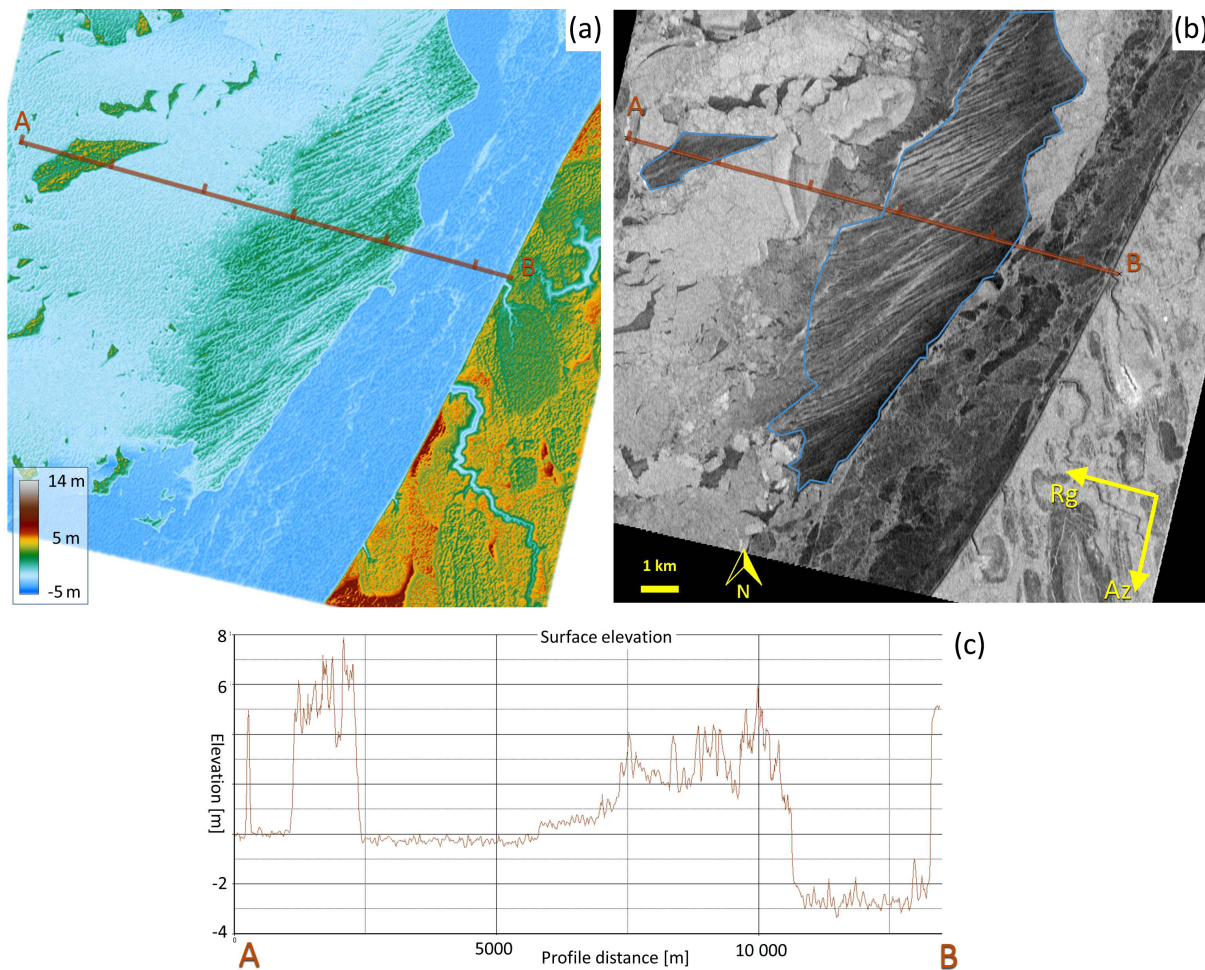 (a)
A
B
14 m
5 m
-5 m
(b)
A
B
Rg
Az
1 km
N
(c)
Surface elevation
8
6
-2
-4
Elevation [m]
0
5000
10 000
A
Profile distance [m]
B